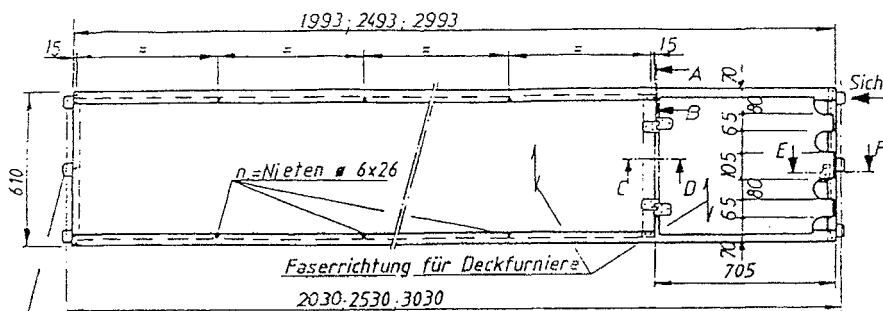 1993; 2493; 2993
15 = = = = 15
A
70
Sich
80
B
65
610
E F
105
n=Nieten ø 6x26
C D
80
65
Faserrichtung für Deckfurniere
70
705
2030; 2530; 3030